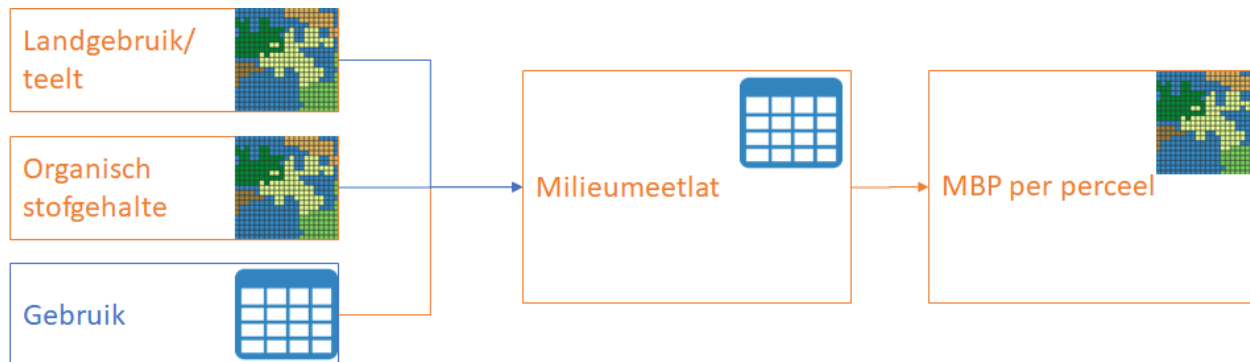 Landgebruik/
teelt
Organisch
stofgehalte
Gebruik
Milieumeetlat
MBP per perceel